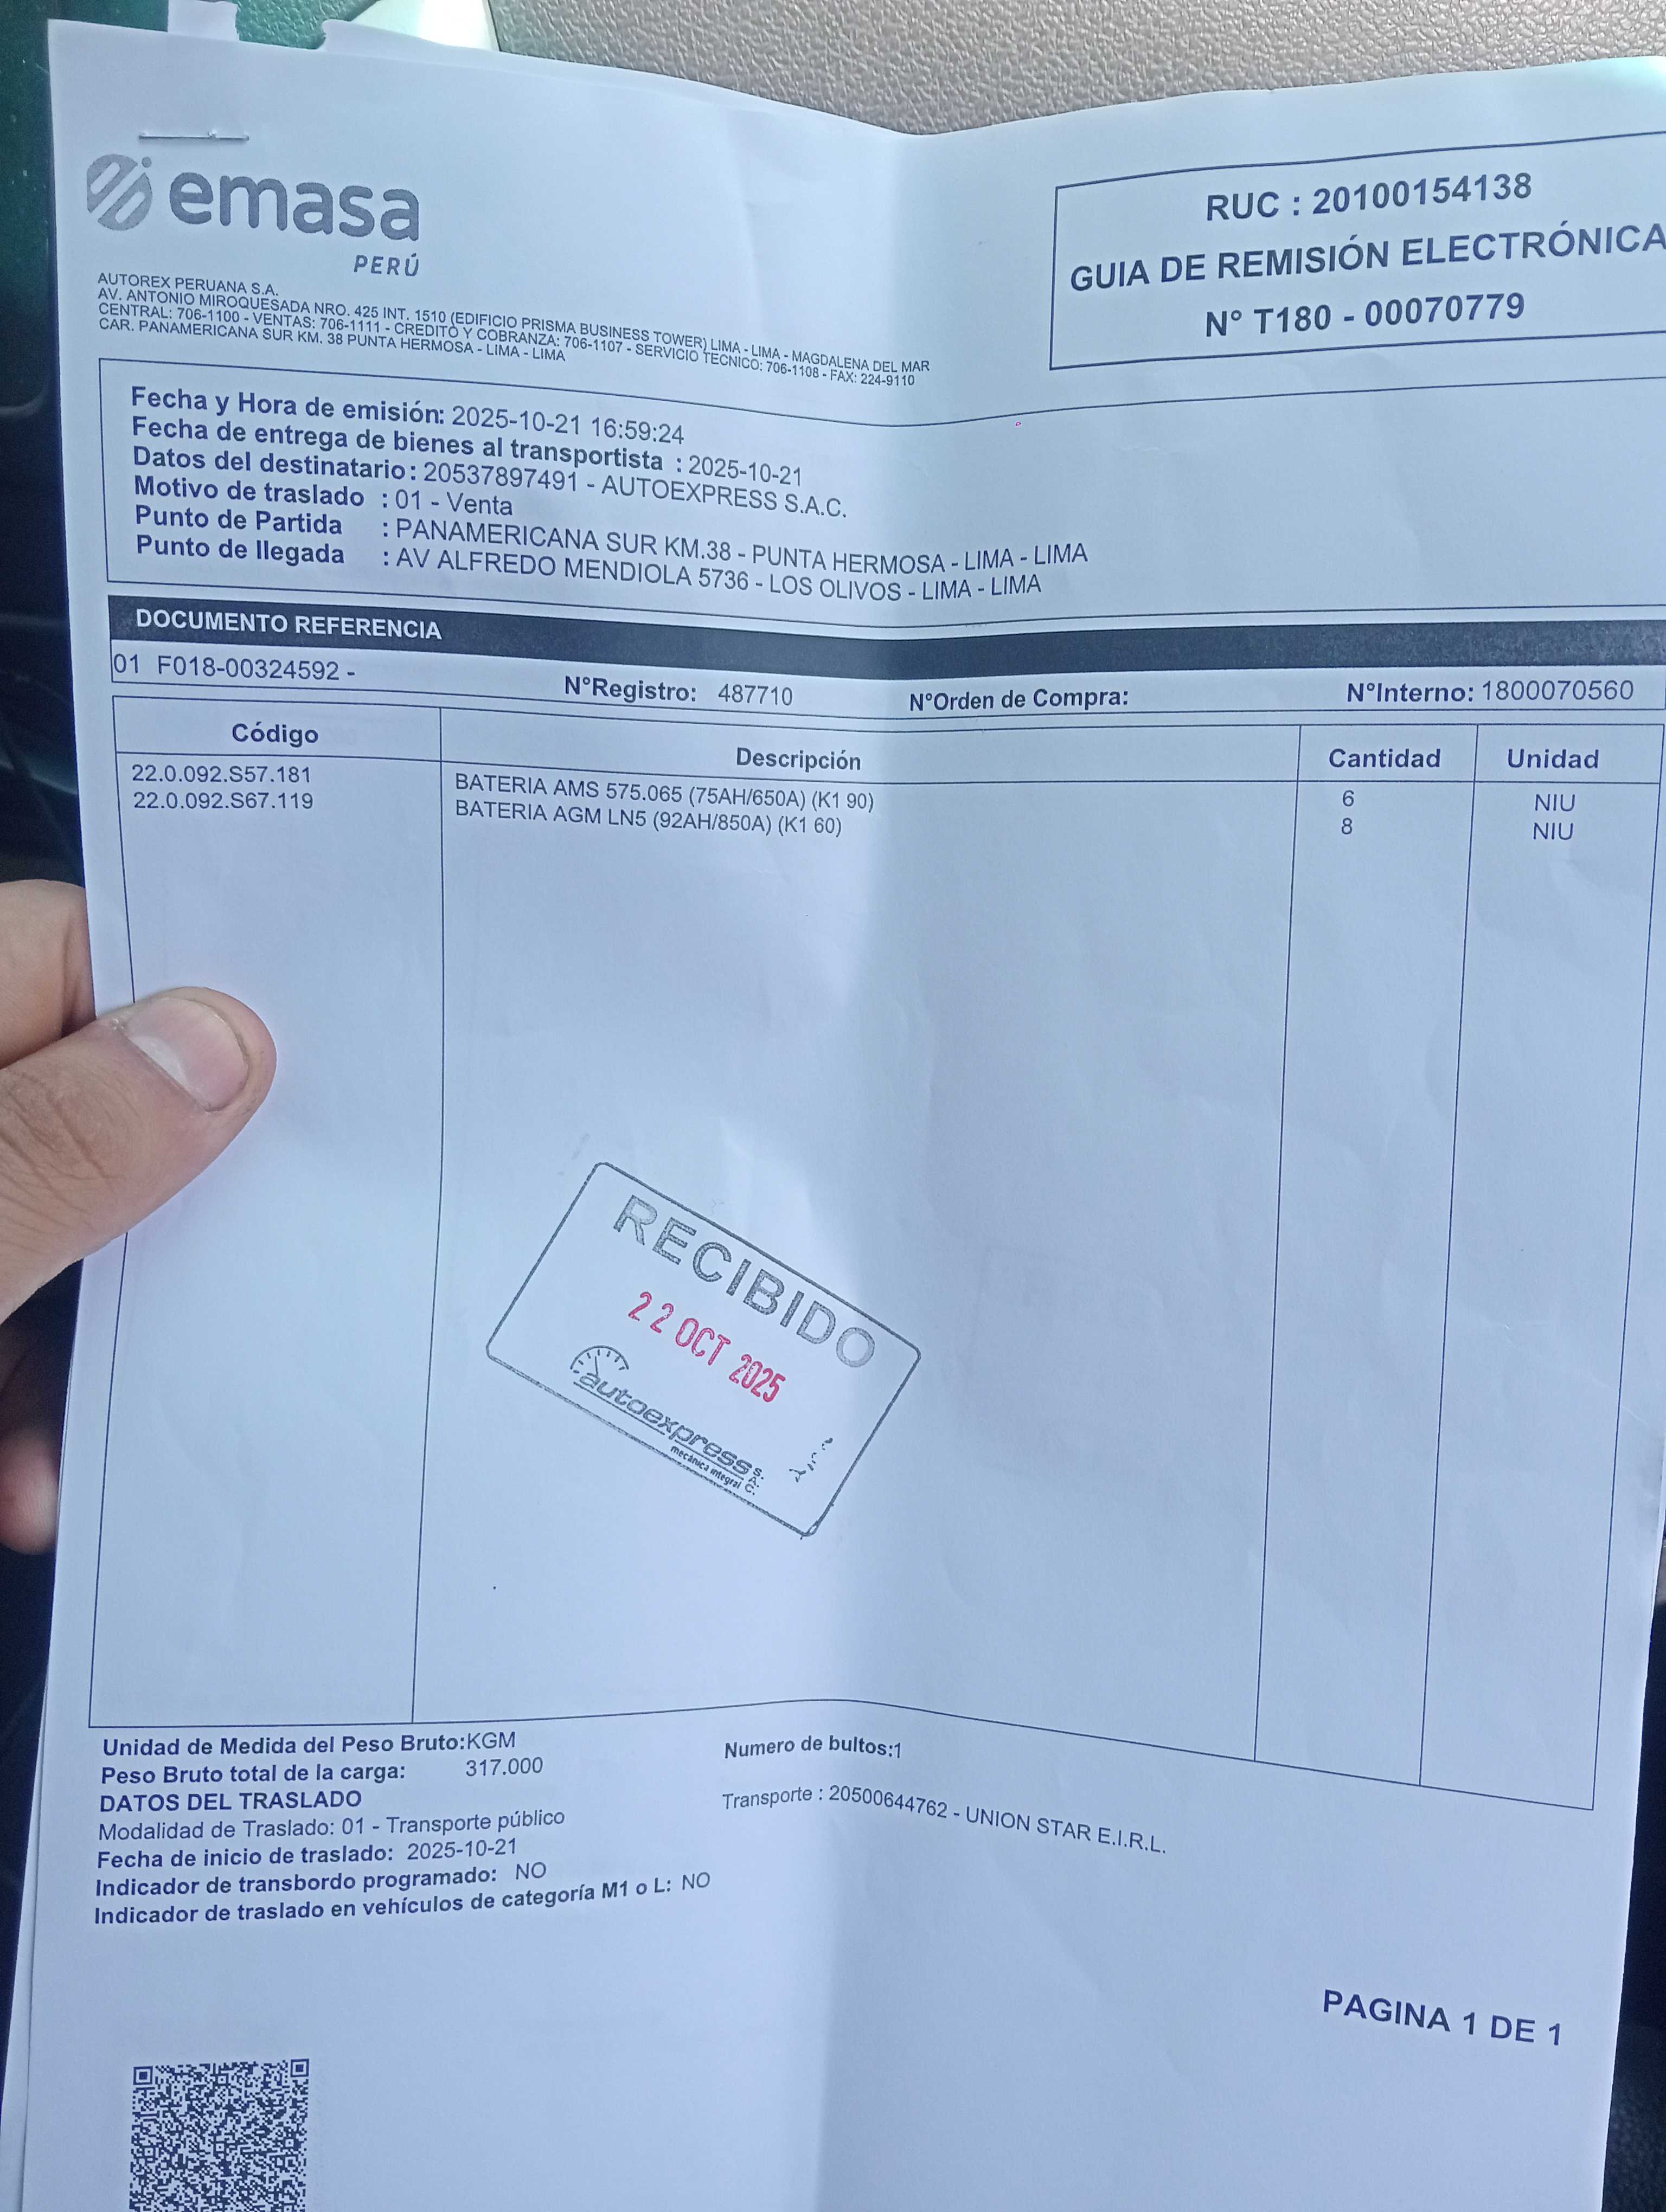 emasa
PERÚ
RUC : 20100154138
GUIA DE REMISIÓN ELECTRÓNICA
N° T180 - 00070779
AUTOREX PERUANA S.A.
AV. ANTONIO MIROQUESADA NRO. 425 INT. 1510 (EDIFICIO PRISMA BUSINESS TOWER) LIMA - LIMA - MAGDALENA DEL MAR
CENTRAL: 706-1100 - VENTAS: 706-1111 - CREDITO Y COBRANZA: 706-1107 - SERVICIO TECNICO: 706-1108 - FAX: 224-9110
CAR. PANAMERICANA SUR KM. 38 PUNTA HERMOSA - LIMA - LIMA
Fecha y Hora de emisión: 2025-10-21 16:59:24
Fecha de entrega de bienes al transportista : 2025-10-21
Datos del destinatario: 20537897491 - AUTOEXPRESS S.A.C.
Motivo de traslado : 01 - Venta
Punto de Partida : PANAMERICANA SUR KM.38 - PUNTA HERMOSA - LIMA - LIMA
Punto de llegada : AV ALFREDO MENDIOLA 5736 - LOS OLIVOS - LIMA - LIMA
DOCUMENTO REFERENCIA
01 F018-00324592 - N°Registro: 487710 N°Orden de Compra: N°Interno: 1800070560
Código Descripción Cantidad Unidad
22.0.092.S57.181 BATERIA AMS 575.065 (75AH/650A) (K1 90) 6 NIU
22.0.092.S67.119 BATERIA AGM LN5 (92AH/850A) (K1 60) 8 NIU
RECIBIDO
22 OCT 2025
autoexpress S.A.C.
mecánica integral
Unidad de Medida del Peso Bruto:KGM Numero de bultos:1
Peso Bruto total de la carga: 317.000
DATOS DEL TRASLADO Transporte : 20500644762 - UNION STAR E.I.R.L.
Modalidad de Traslado: 01 - Transporte público
Fecha de inicio de traslado: 2025-10-21
Indicador de transbordo programado: NO
Indicador de traslado en vehículos de categoría M1 o L: NO
PAGINA 1 DE 1